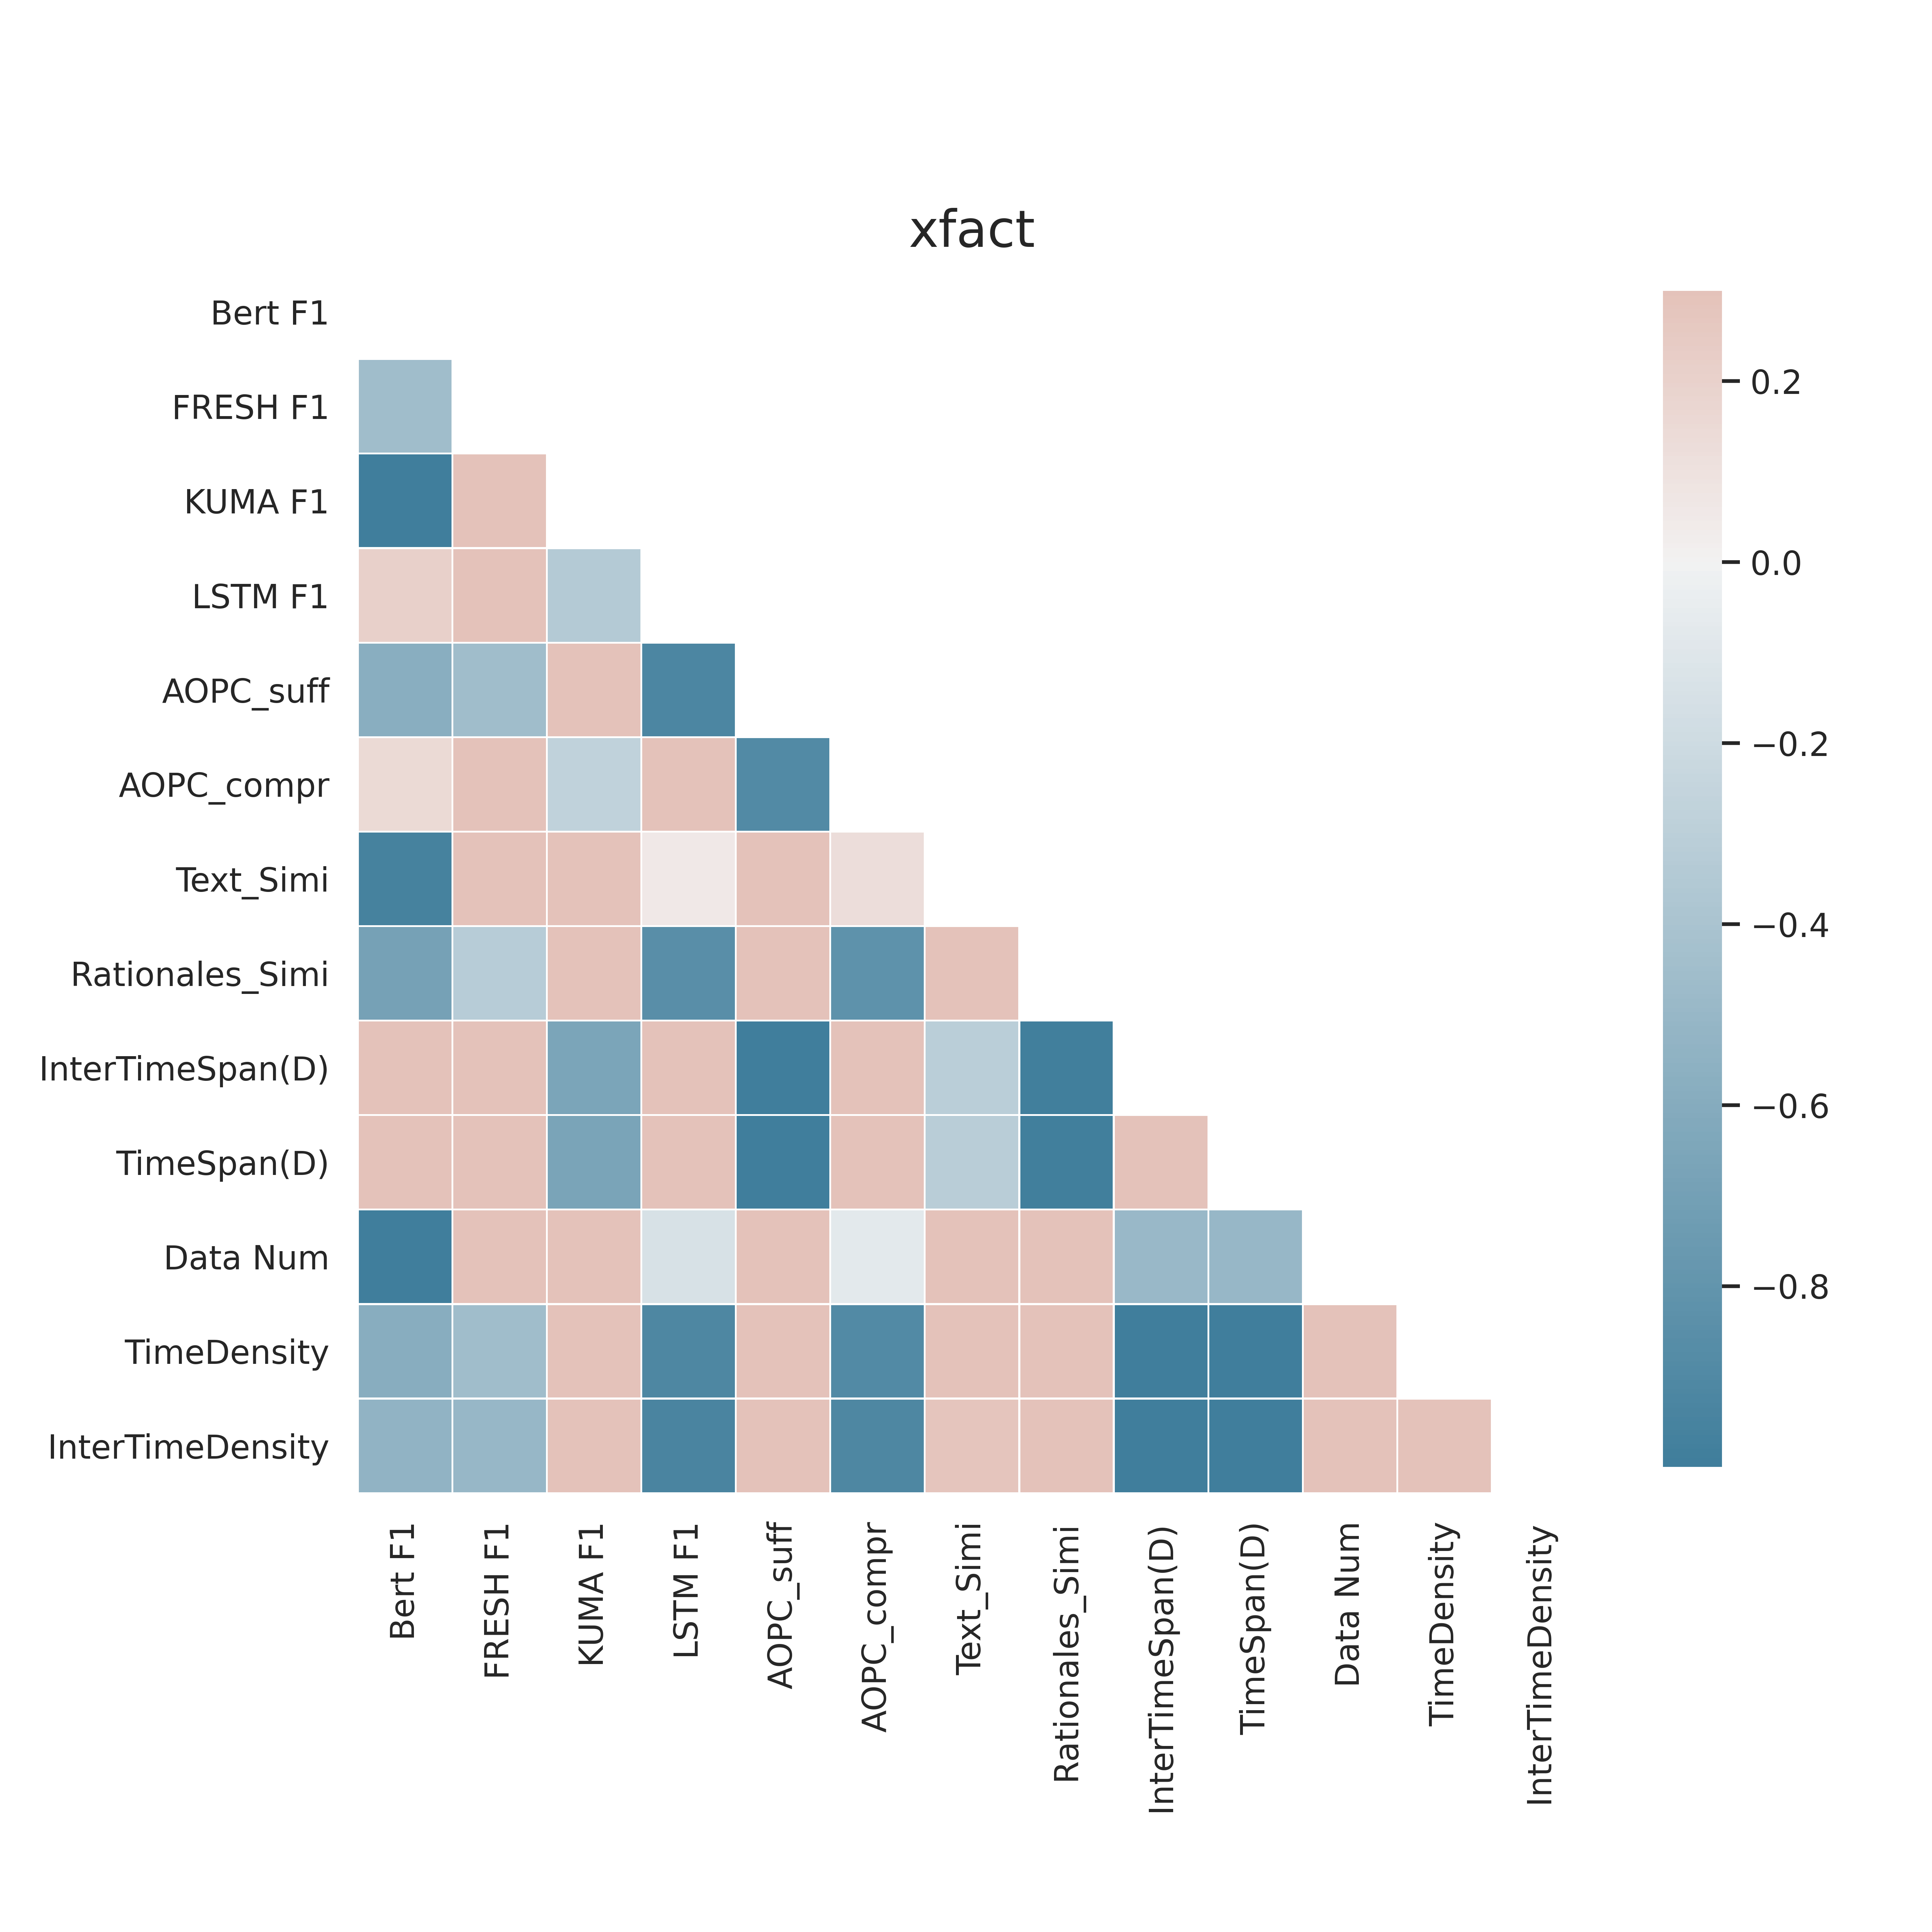 xfact
Bert F1
FRESH F1
KUMA F1
LSTM F1
AOPC_suff
AOPC_compr
Text_Simi
Rationales_Simi
InterTimeSpan(D)
TimeSpan(D)
Data Num
TimeDensity
InterTimeDensity
Bert F1
FRESH F1
KUMA F1
LSTM F1
AOPC_suff
AOPC_compr
Text_Simi
Rationales_Simi
InterTimeSpan(D)
TimeSpan(D)
Data Num
TimeDensity
InterTimeDensity
0.2
0.0
−0.2
−0.4
−0.6
−0.8